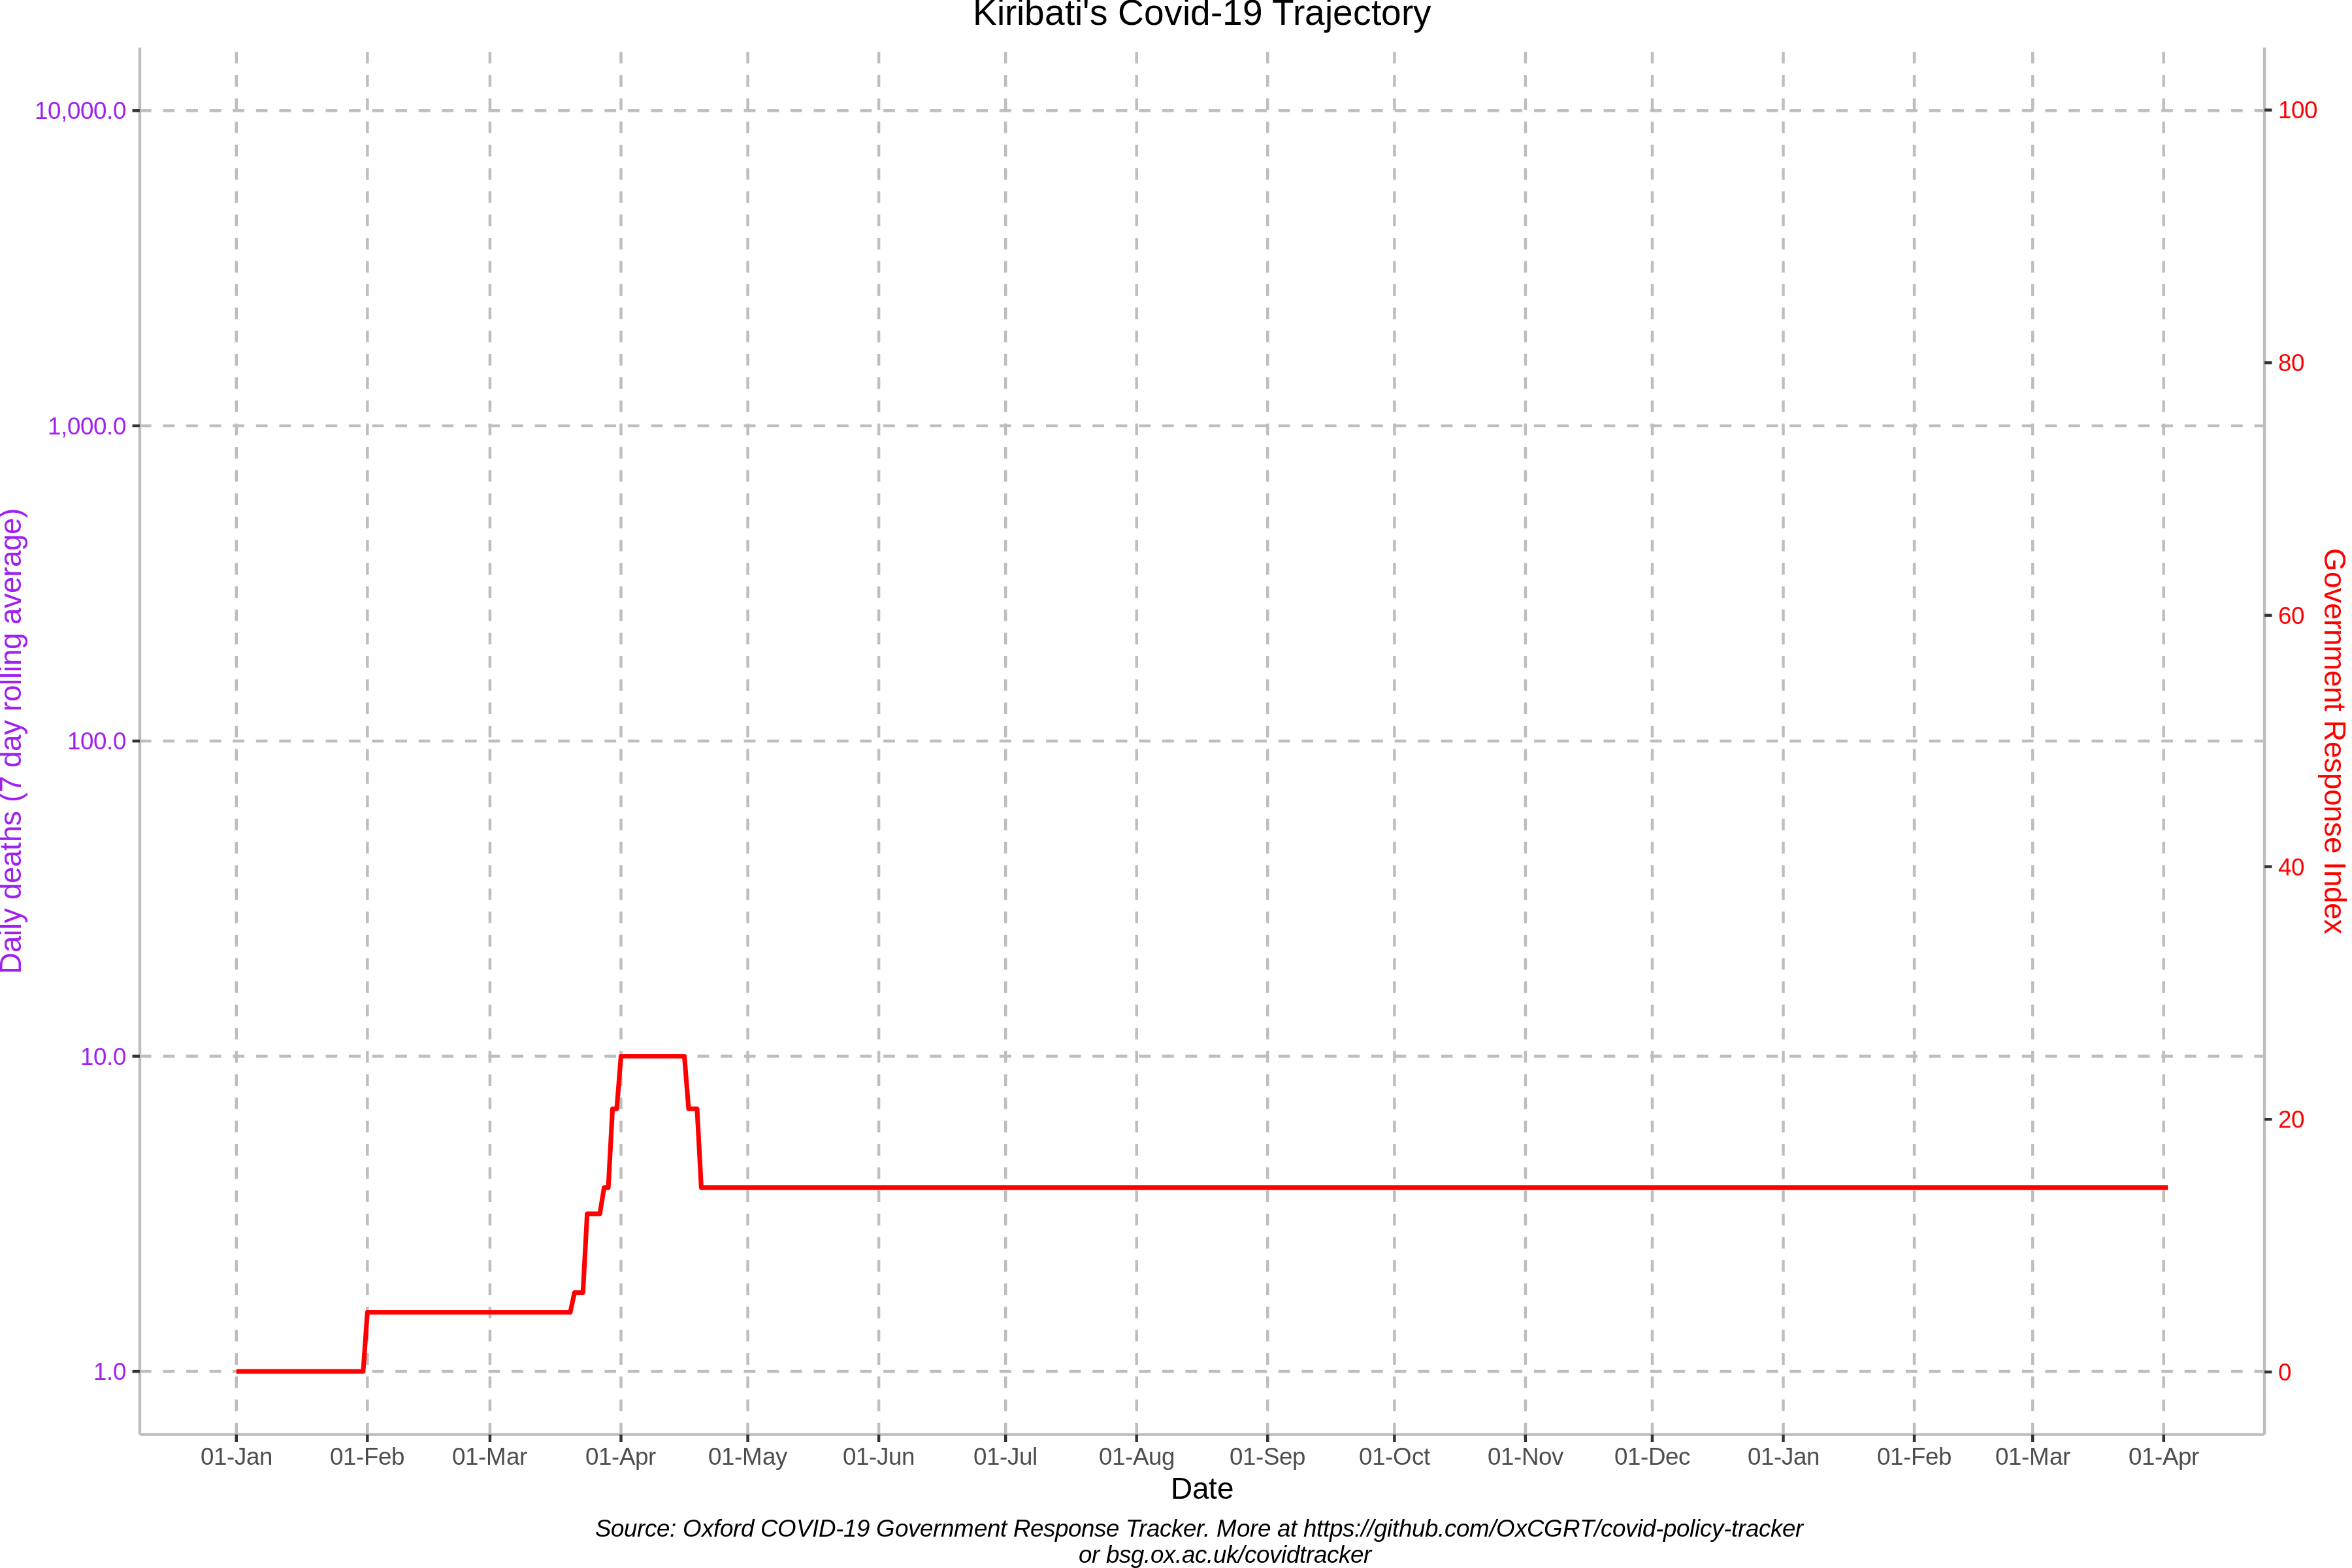 Kiribati's Covid-19 Trajectory
10,000.0
1,000.0
100.0
10.0
1.0
Daily deaths (7 day rolling average)
100
80
60
40
20
0
Government Response Index
01-Jan 01-Feb 01-Mar 01-Apr 01-May 01-Jun 01-Jul 01-Aug 01-Sep 01-Oct 01-Nov 01-Dec 01-Jan 01-Feb 01-Mar 01-Apr
Date
Source: Oxford COVID-19 Government Response Tracker. More at https://github.com/OxCGRT/covid-policy-tracker
or bsg.ox.ac.uk/covidtracker